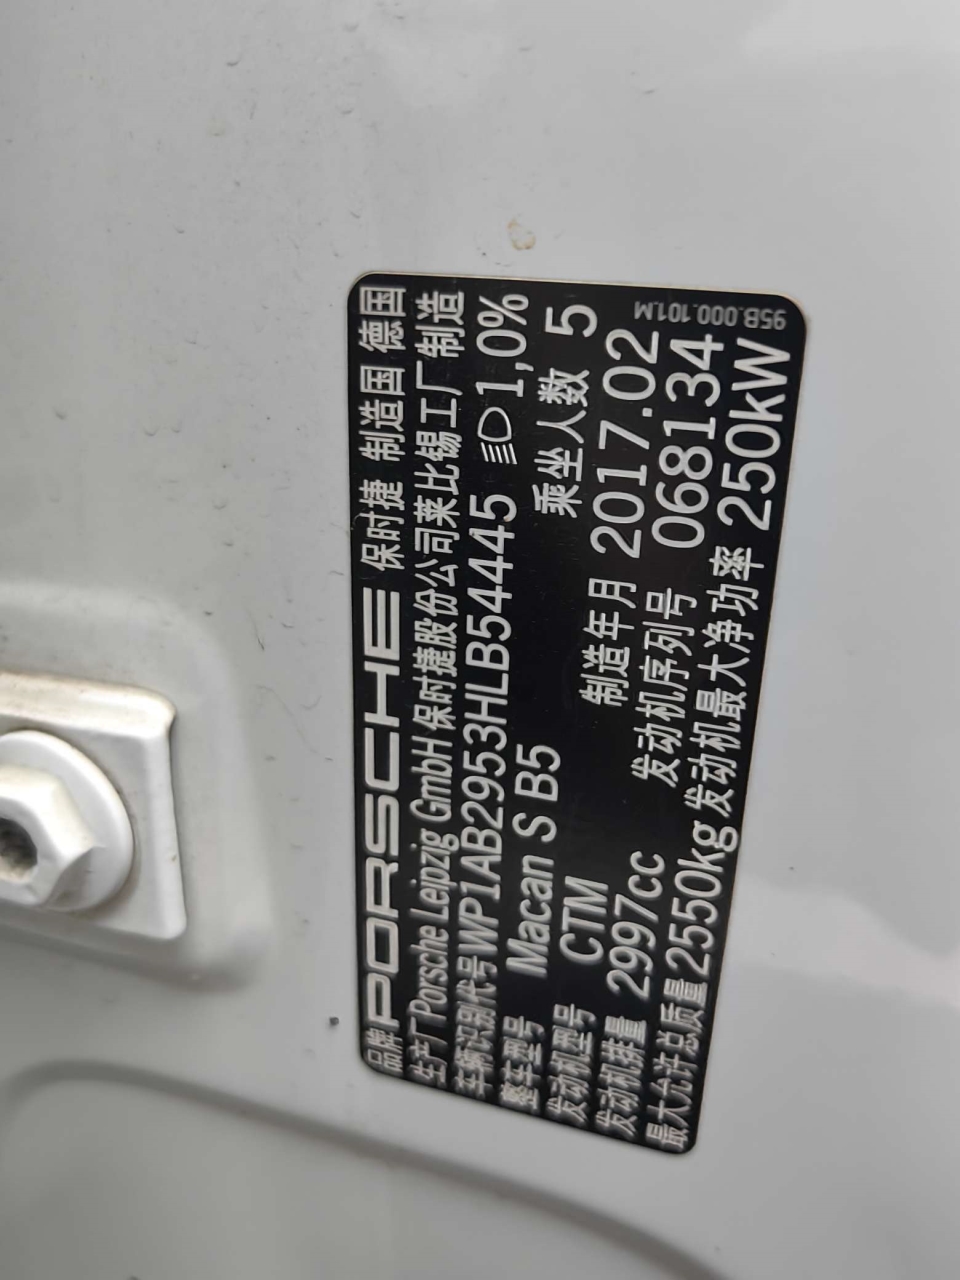 品牌 PORSCHE 保时捷 制造国 德国
生产厂 Porsche Leipzig GmbH 保时捷股份公司莱比锡工厂制造
车辆识别代号 WP1AB2953HLB54445 1,0%
整车型号 Macan S B5 乘坐人数 5
发动机型号 CTM 制造年月 2017.02
发动机排量 2997cc 发动机序列号 068134
最大允许总质量 2550kg 发动机最大净功率 250kW
95B.000.101.M